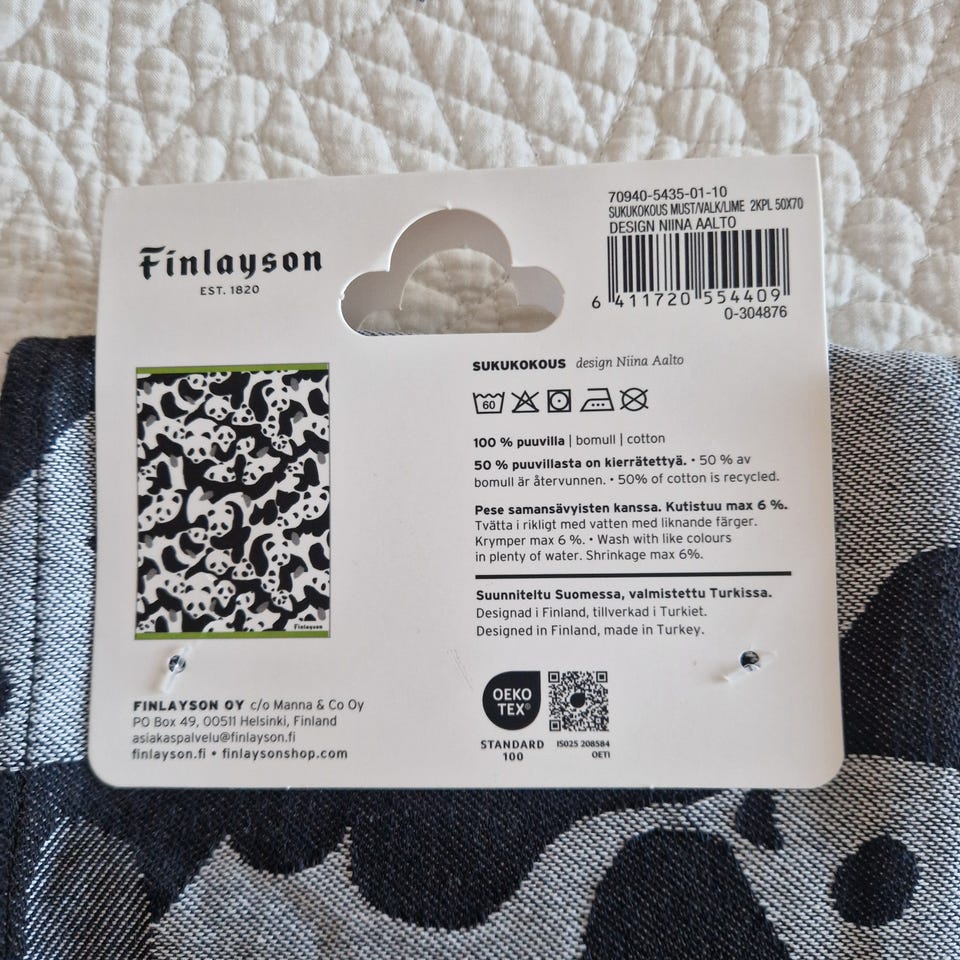 70940-5435-01-10
SUKUKOKOUS MUST/VALK/LIME 2KPL 50X70
DESIGN NIINA AALTO
6 411720 554409
0-304876
Finlayson
EST. 1820
SUKUKOKOUS design Niina Aalto
60
100 % puuvilla | bomull | cotton
50 % puuvillasta on kierrätettyä. • 50 % av
bomull är återvunnen. • 50% of cotton is recycled.
Pese samansävyisten kanssa. Kutistuu max 6 %.
Tvätta i rikligt med vatten med liknande färger.
Krymper max 6 %. • Wash with like colours
in plenty of water. Shrinkage max 6%.
Suunniteltu Suomessa, valmistettu Turkissa.
Designad i Finland, tillverkad i Turkiet.
Designed in Finland, made in Turkey.
Finlayson
FINLAYSON OY c/o Manna & Co Oy
PO Box 49, 00511 Helsinki, Finland
asiakaspalvelu@finlayson.fi
finlayson.fi • finlaysonshop.com
OEKO
TEX®
STANDARD
100
IS025 208584
OETI